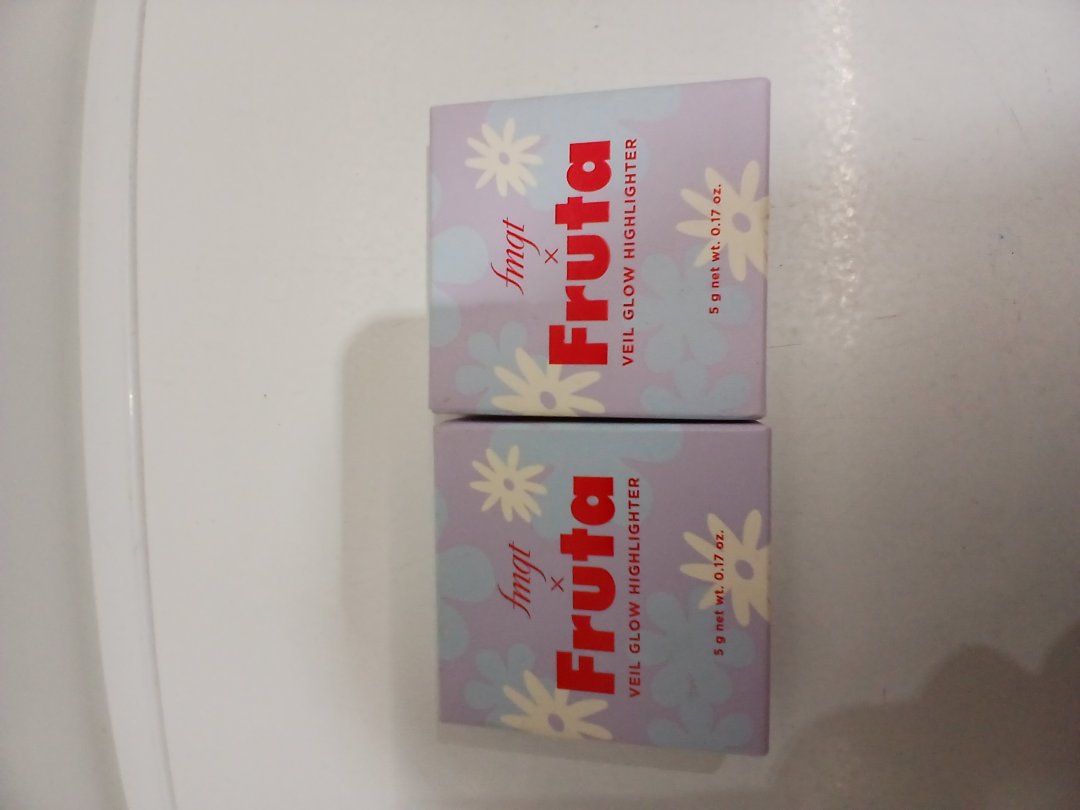 fmgt
×
Fruta
VEIL GLOW HIGHLIGHTER
5 g net wt. 0.17 oz.
fmgt
×
Fruta
VEIL GLOW HIGHLIGHTER
5 g net wt. 0.17 oz.